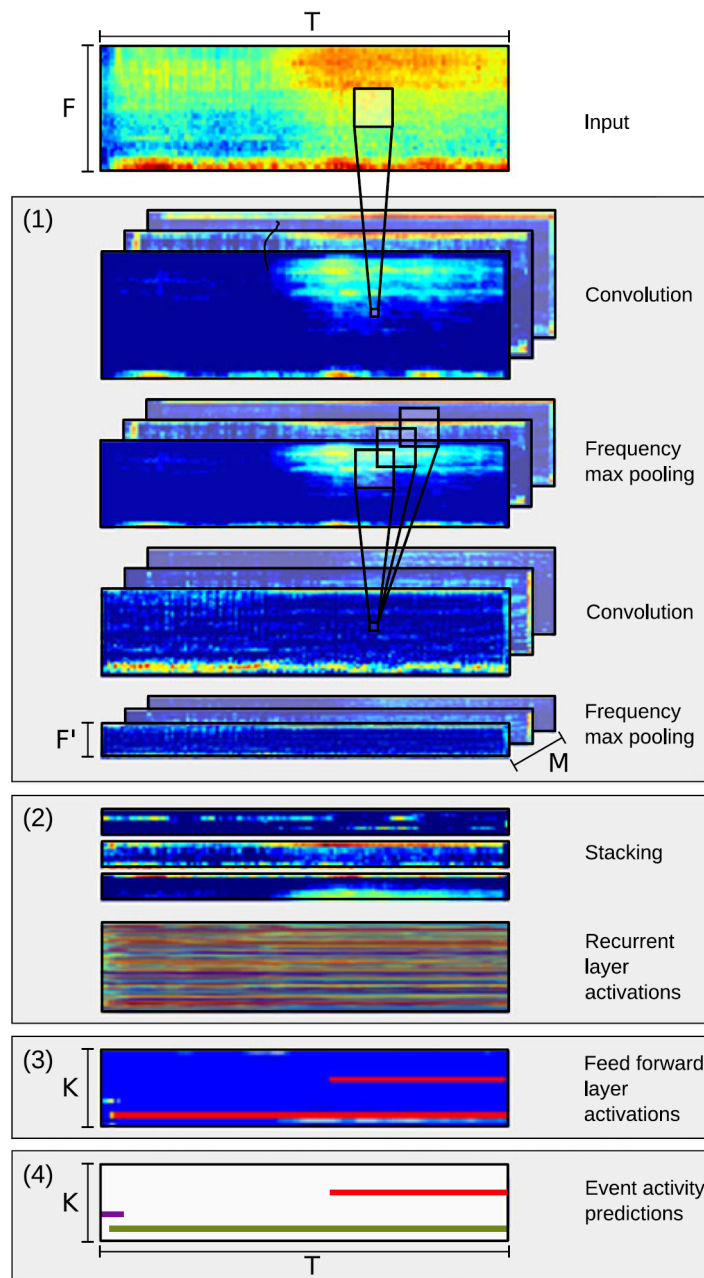 T
F
Input
(1)
Convolution
Frequency
max pooling
Convolution
Frequency
max pooling
F'
M
(2)
Stacking
Recurrent
layer
activations
(3)
K
Feed forward
layer
activations
(4)
K
Event activity
predictions
T